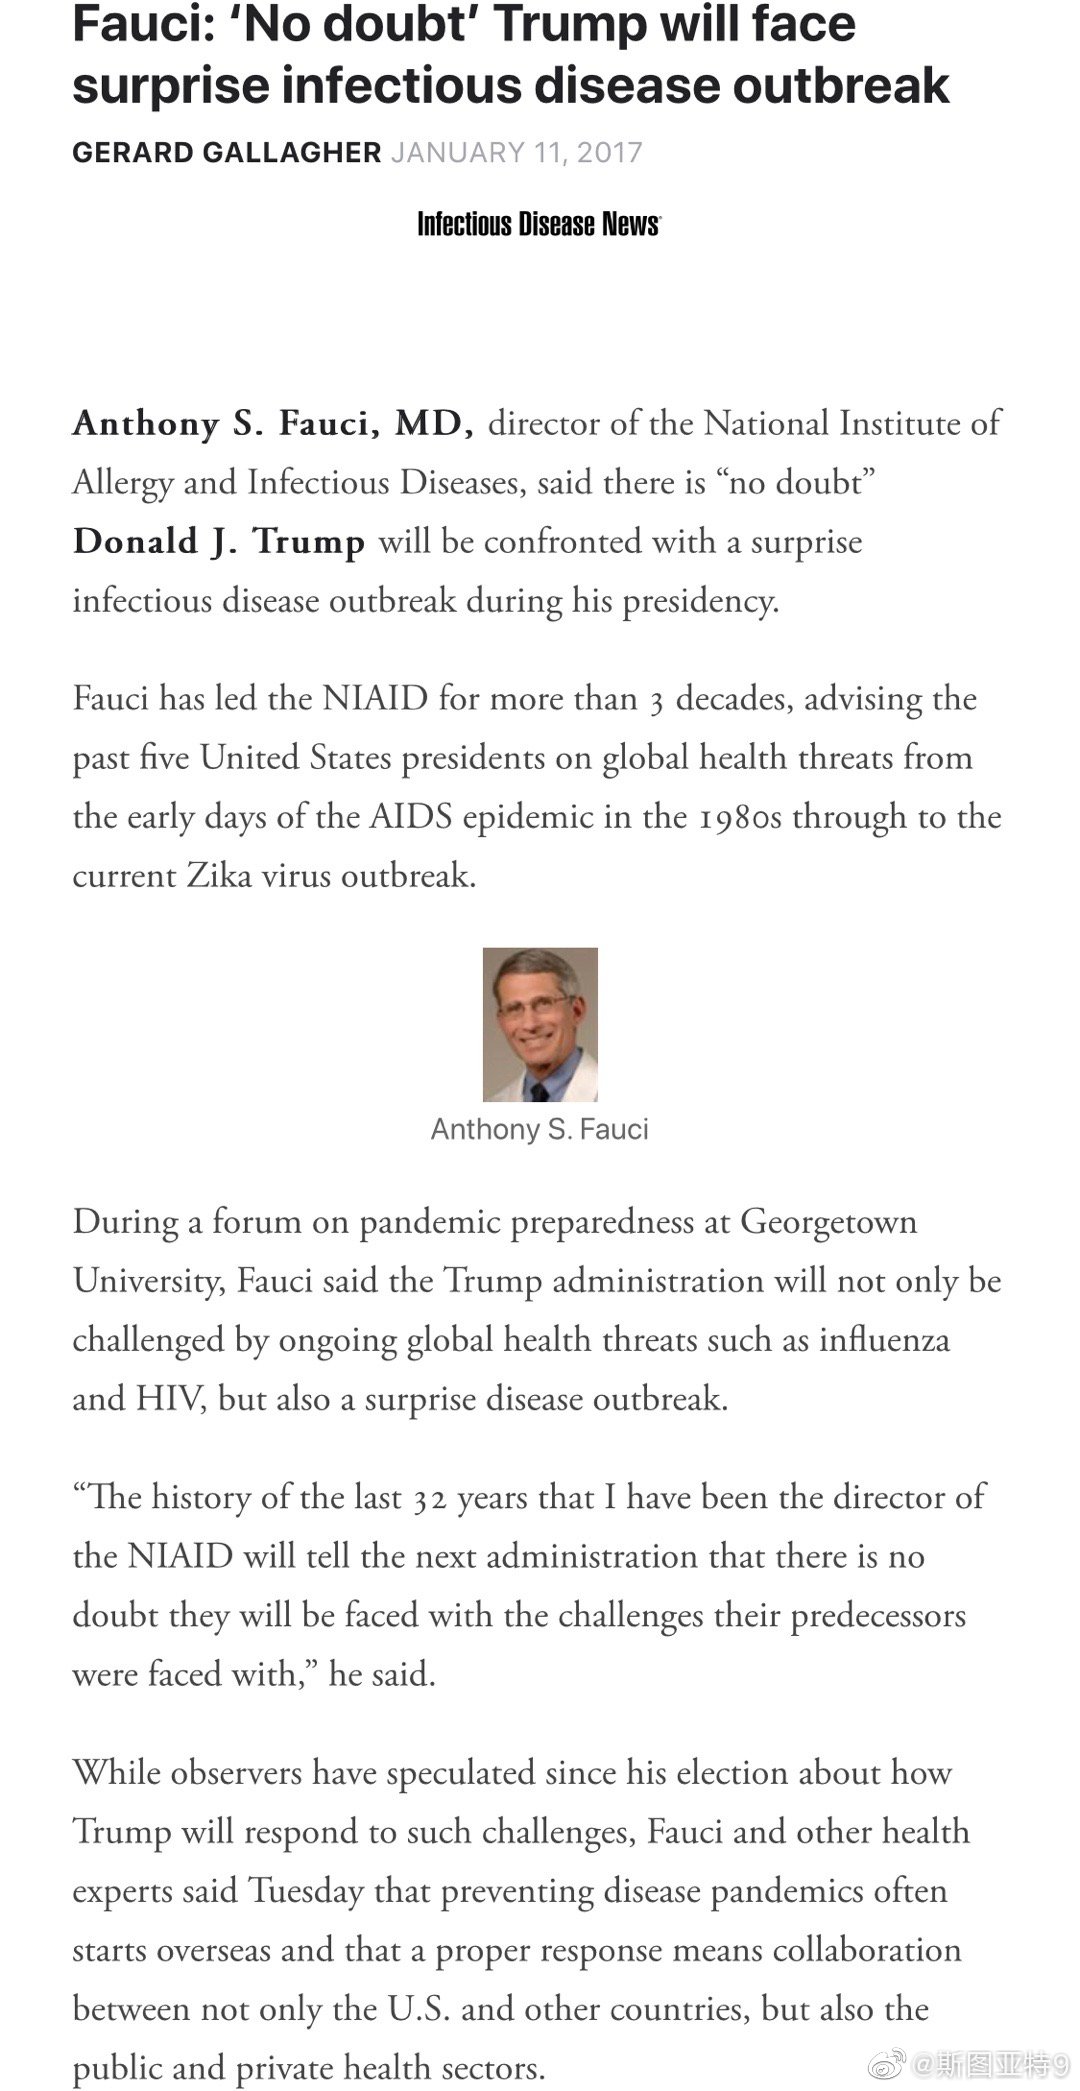 Fauci: ‘No doubt’ Trump will face
surprise infectious disease outbreak
GERARD GALLAGHER JANUARY 11, 2017
Infectious Disease News®
Anthony S. Fauci, MD, director of the National Institute of
Allergy and Infectious Diseases, said there is “no doubt”
Donald J. Trump will be confronted with a surprise
infectious disease outbreak during his presidency.
Fauci has led the NIAID for more than 3 decades, advising the
past five United States presidents on global health threats from
the early days of the AIDS epidemic in the 1980s through to the
current Zika virus outbreak.
Anthony S. Fauci
During a forum on pandemic preparedness at Georgetown
University, Fauci said the Trump administration will not only be
challenged by ongoing global health threats such as influenza
and HIV, but also a surprise disease outbreak.
“The history of the last 32 years that I have been the director of
the NIAID will tell the next administration that there is no
doubt they will be faced with the challenges their predecessors
were faced with,” he said.
While observers have speculated since his election about how
Trump will respond to such challenges, Fauci and other health
experts said Tuesday that preventing disease pandemics often
starts overseas and that a proper response means collaboration
between not only the U.S. and other countries, but also the
public and private health sectors.
@斯图亚特9